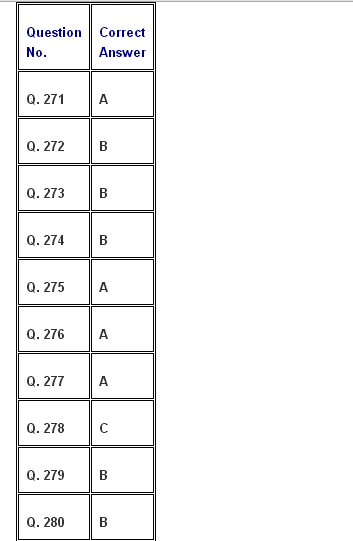 Question Correct
No. Answer
Q. 271 A
Q. 272 B
Q. 273 B
Q. 274 B
Q. 275 A
Q. 276 A
Q. 277 A
Q. 278 C
Q. 279 B
Q. 280 B